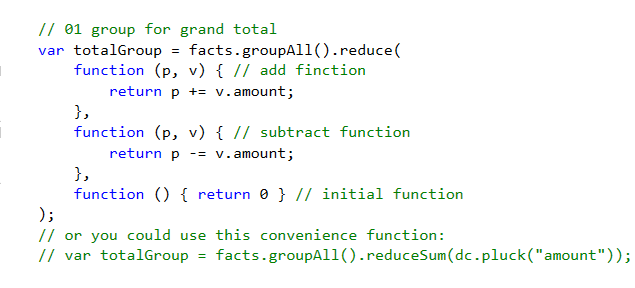 // 01 group for grand total
var totalGroup = facts.groupAll().reduce(
function (p, v) { // add finction
return p += v.amount;
},
function (p, v) { // subtract function
return p -= v.amount;
},
function () { return 0 } // initial function
);
// or you could use this convenience function:
// var totalGroup = facts.groupAll().reduceSum(dc.pluck("amount"));